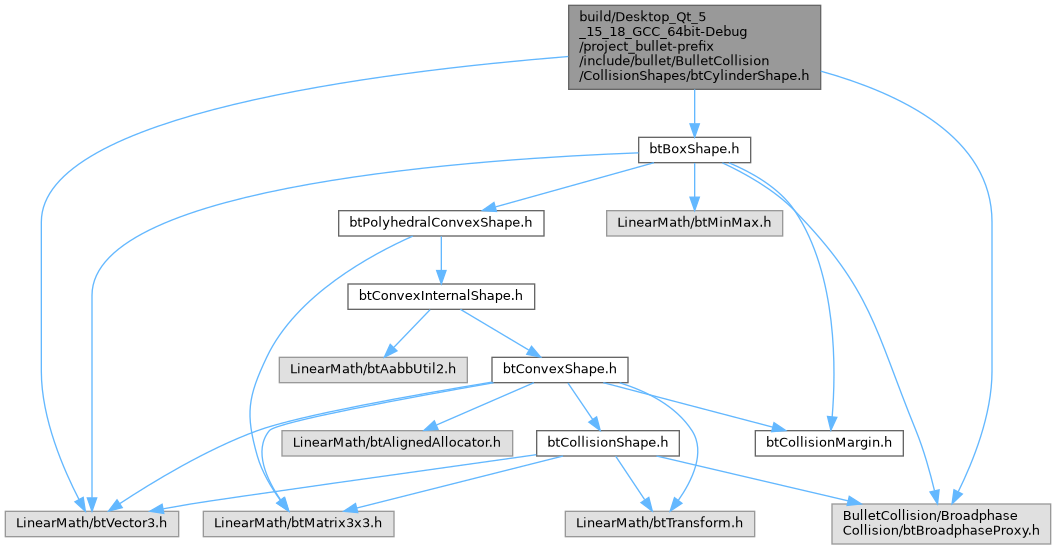 build/Desktop_Qt_5
_15_18_GCC_64bit-Debug
/project_bullet-prefix
/include/bullet/BulletCollision
/CollisionShapes/btCylinderShape.h
btBoxShape.h
btPolyhedralConvexShape.h
LinearMath/btMinMax.h
btConvexInternalShape.h
LinearMath/btAabbUtil2.h
btConvexShape.h
LinearMath/btAlignedAllocator.h
btCollisionShape.h
btCollisionMargin.h
LinearMath/btVector3.h
LinearMath/btMatrix3x3.h
LinearMath/btTransform.h
BulletCollision/Broadphase
Collision/btBroadphaseProxy.h